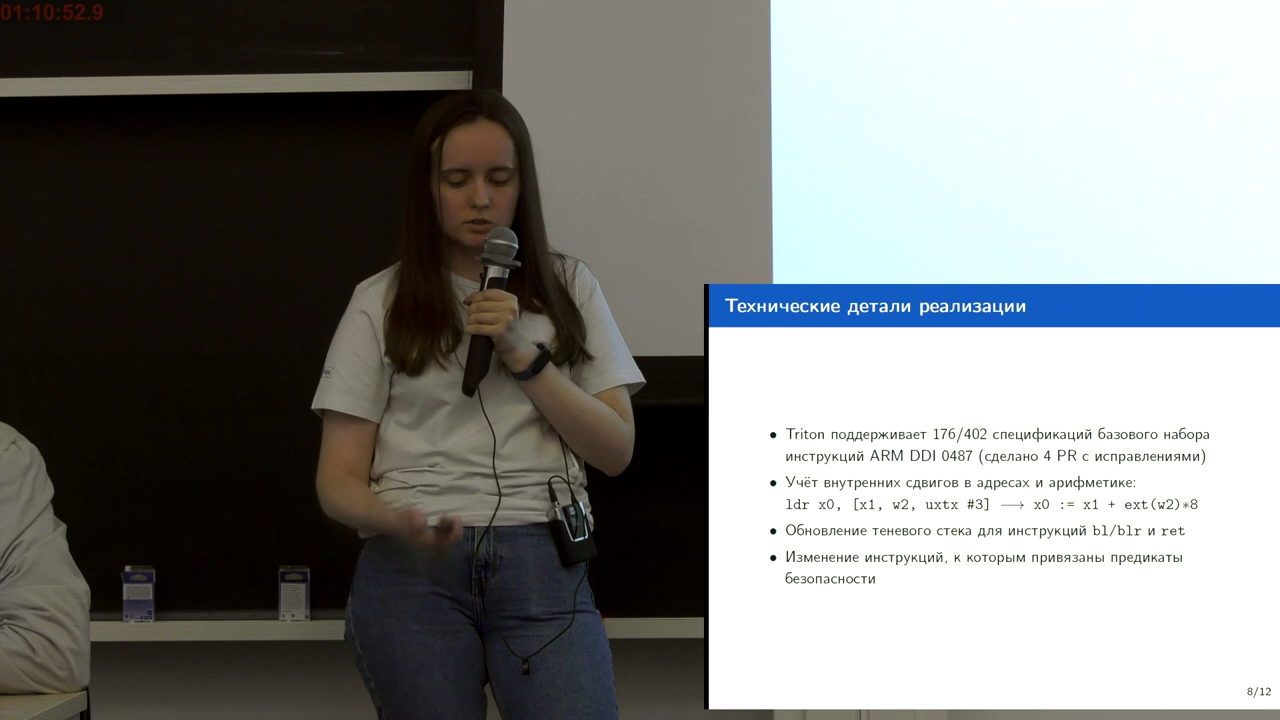 01:10:52.9
Технические детали реализации
• Triton поддерживает 176/402 спецификаций базового набора
инструкций ARM DDI 0487 (сделано 4 PR с исправлениями)
• Учёт внутренних сдвигов в адресах и арифметике:
ldr x0, [x1, w2, uxtx #3] ⟶ x0 := x1 + ext(w2)*8
• Обновление теневого стека для инструкций bl/blr и ret
• Изменение инструкций, к которым привязаны предикаты
безопасности
8/12